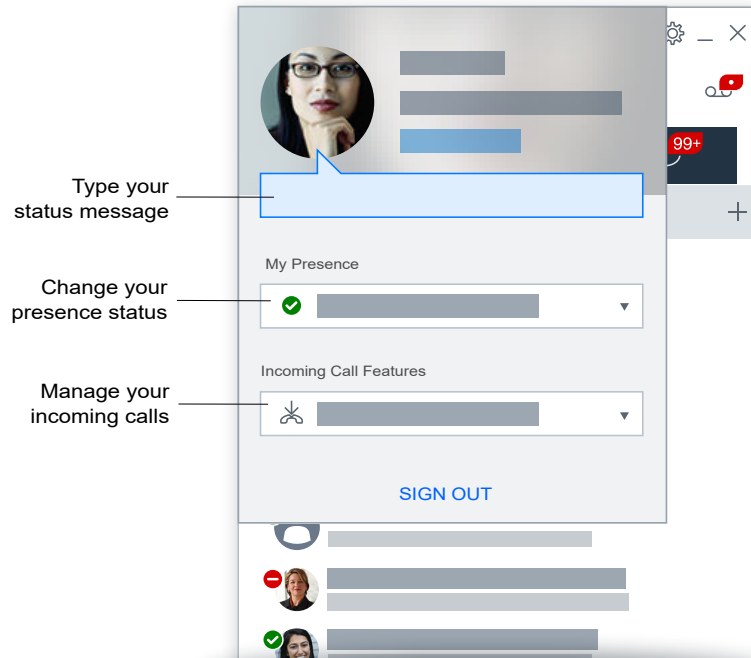 99+
Type your
status message
My Presence
Change your
presence status
Incoming Call Features
Manage your
incoming calls
SIGN OUT